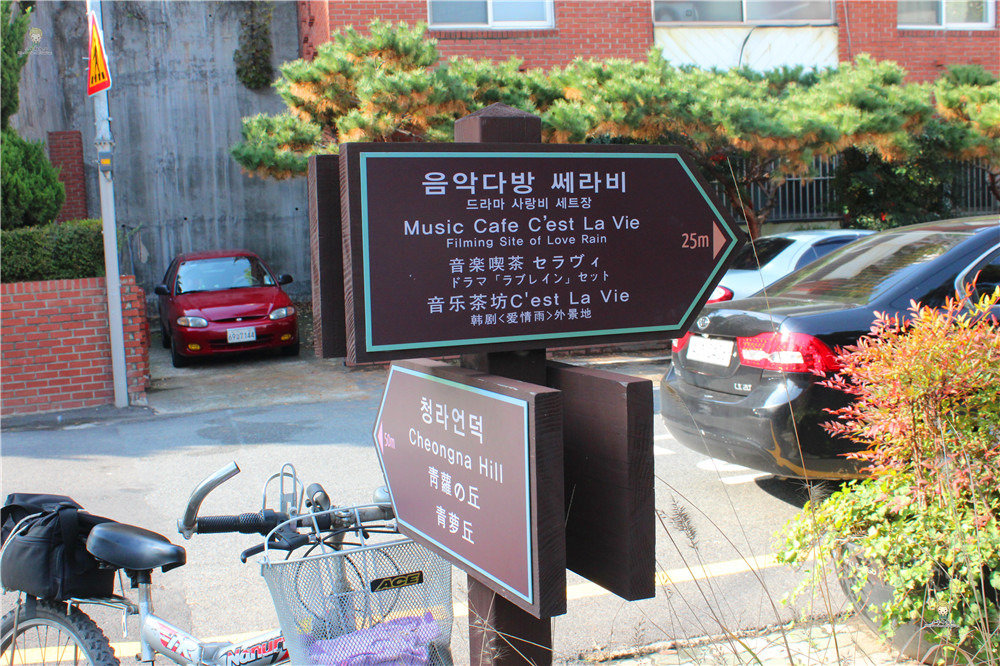 음악다방 쎄라비
드라마 사랑비 세트장
Music Cafe C'est La Vie
Filming Site of Love Rain
音楽喫茶 セラヴィ
ドラマ「ラブレイン」セット
音乐茶坊C'est La Vie
韩剧<爱情雨>外景地
25m
청라언덕
Cheongna Hill
青蘿の丘
青萝丘
50m
ACE